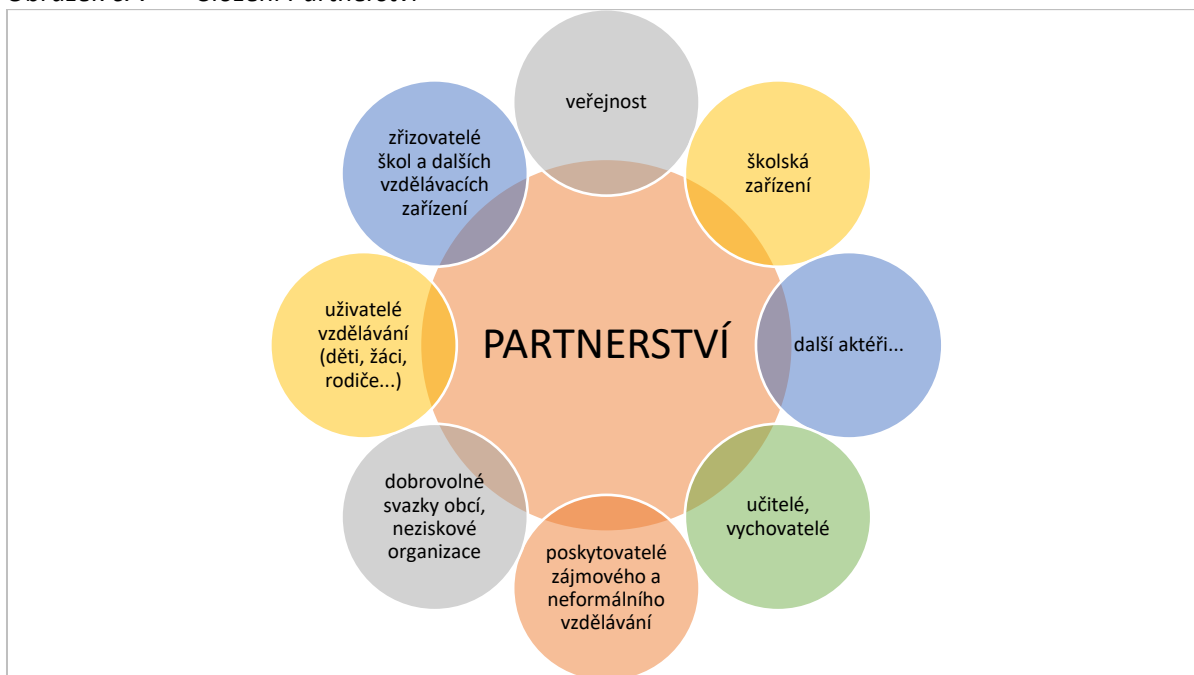 veřejnost
školská
zařízení
další aktéři...
učitelé,
vychovatelé
poskytovatelé
zájmového a
neformálního
vzdělávání
dobrovolné
svazky obcí,
neziskové
organizace
uživatelé
vzdělávání
(děti, žáci,
rodiče...)
zřizovatelé
škol a dalších
vzdělávacích
zařízení
PARTNERSTVÍ